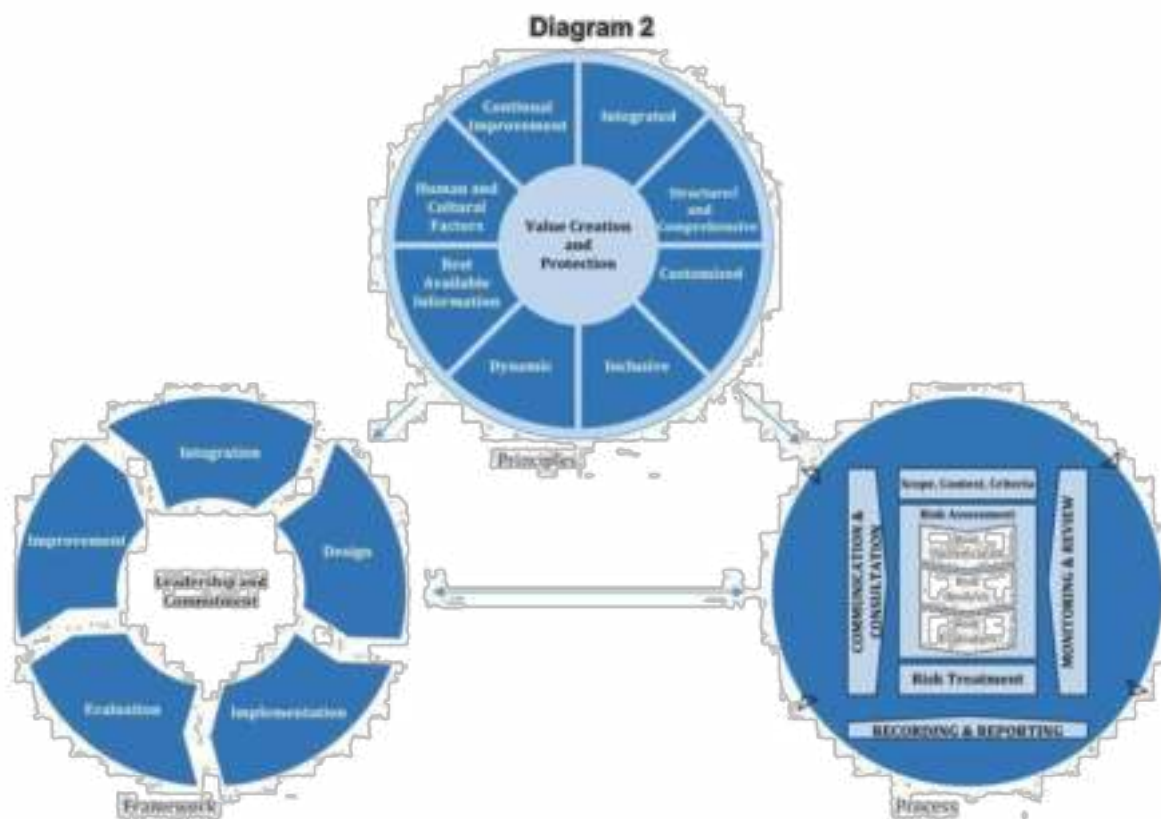 Diagram 2
Contional
Improvement
Integrated
Human and
Cultural
Factors
Structured
and
Comprehensive
Value Creation
and
Protection
Best
Available
Information
Customized
Dynamic
Inclusive
Principles
Integration
Improvement
Design
Leadership and
Commitment
Evaluation
Implementation
Framework
Scope, Context, Criteria
Risk Assessment
COMMUNICATION &
CONSULTATION
MONITORING & REVIEW
Risk Treatment
RECORDING & REPORTING
Process